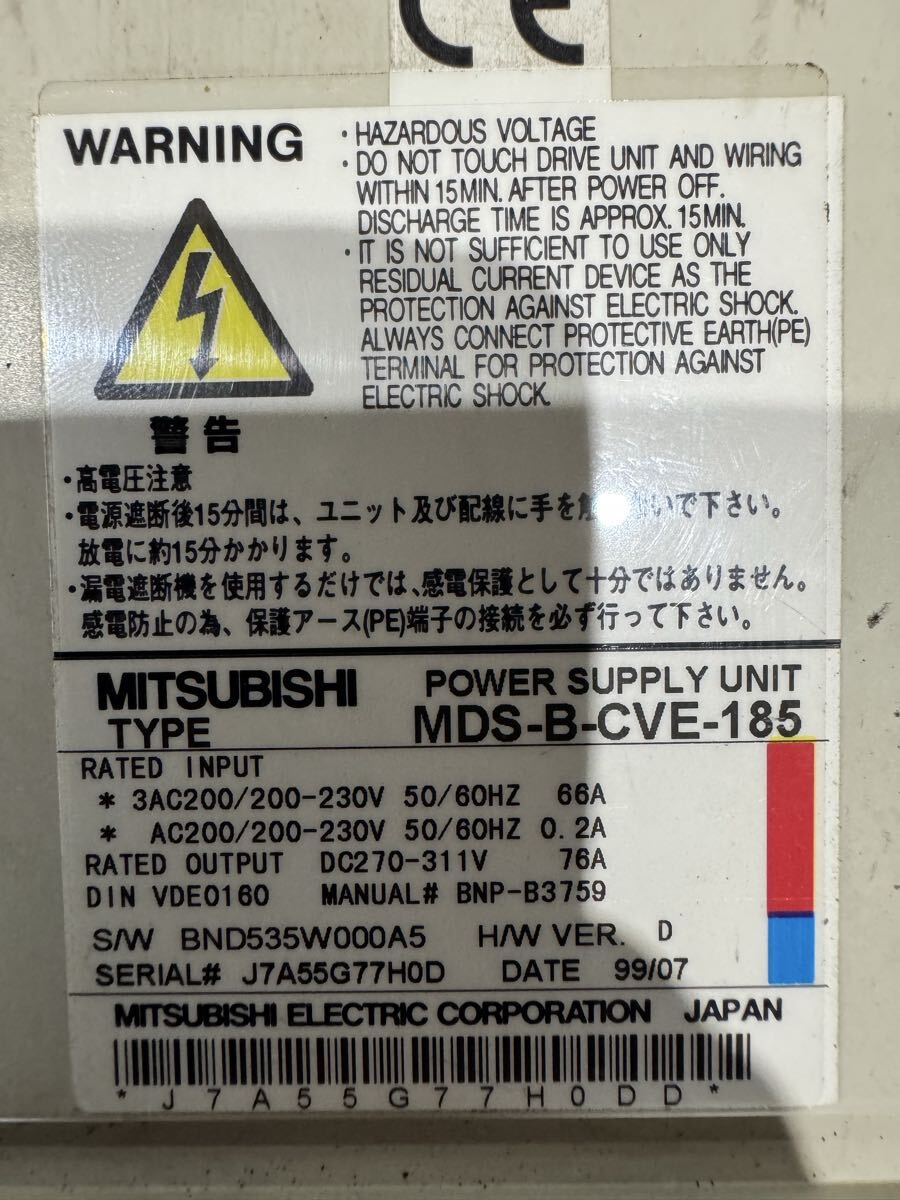 CE
WARNING
・HAZARDOUS VOLTAGE
・DO NOT TOUCH DRIVE UNIT AND WIRING
WITHIN 15MIN. AFTER POWER OFF.
DISCHARGE TIME IS APPROX. 15MIN.
・IT IS NOT SUFFICIENT TO USE ONLY
RESIDUAL CURRENT DEVICE AS THE
PROTECTION AGAINST ELECTRIC SHOCK.
ALWAYS CONNECT PROTECTIVE EARTH(PE)
TERMINAL FOR PROTECTION AGAINST
ELECTRIC SHOCK.
警告
・高電圧注意
・電源遮断後15分間は、ユニット及び配線に手を触いで下さい。
放電に約15分かかります。
・漏電遮断機を使用するだけでは、感電保護として十分ではありません。
感電防止の為、保護アース(PE)端子の接続を必ず行って下さい。
MITSUBISHI POWER SUPPLY UNIT
TYPE MDS-B-CVE-185
RATED INPUT
* 3AC200/200-230V 50/60HZ 66A
* AC200/200-230V 50/60HZ 0.2A
RATED OUTPUT DC270-311V 76A
DIN VDE0160 MANUAL# BNP-B3759
S/W BND535W000A5 H/W VER. D
SERIAL# J7A55G77H0D DATE 99/07
MITSUBISHI ELECTRIC CORPORATION JAPAN
*J7A55G77H0DD*